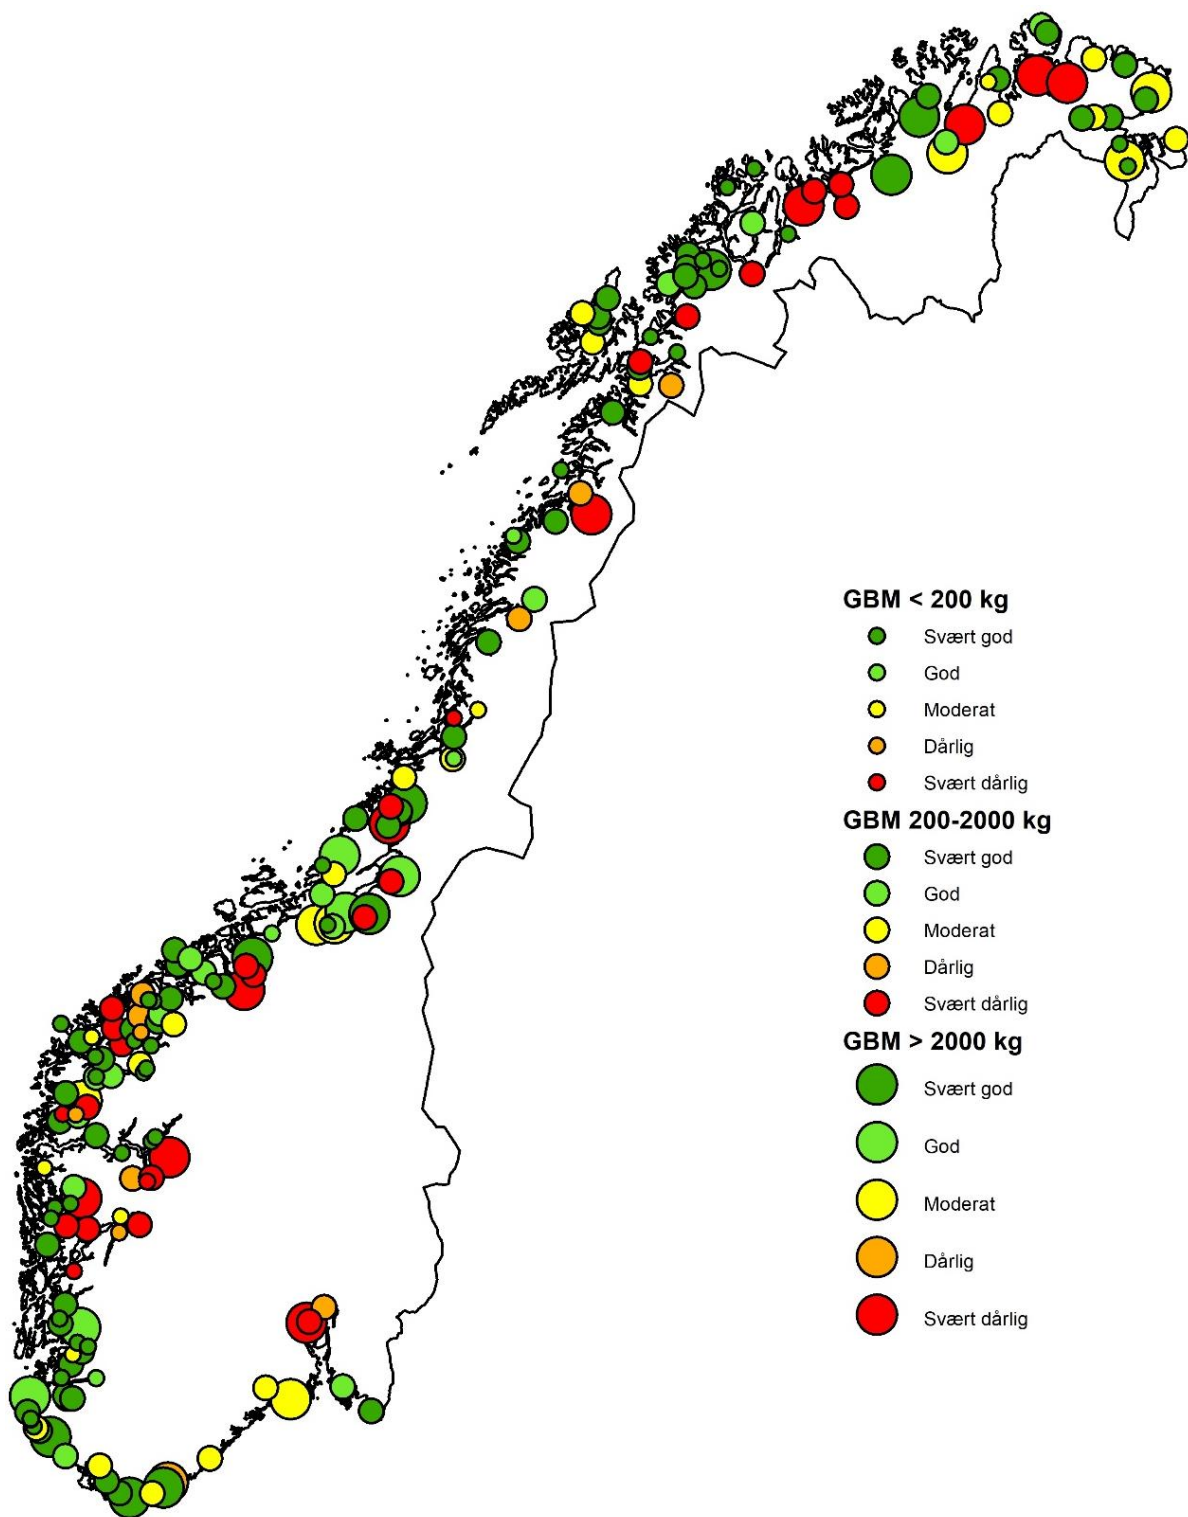 GBM < 200 kg
Svært god
God
Moderat
Dårlig
Svært dårlig
GBM 200-2000 kg
Svært god
God
Moderat
Dårlig
Svært dårlig
GBM > 2000 kg
Svært god
God
Moderat
Dårlig
Svært dårlig